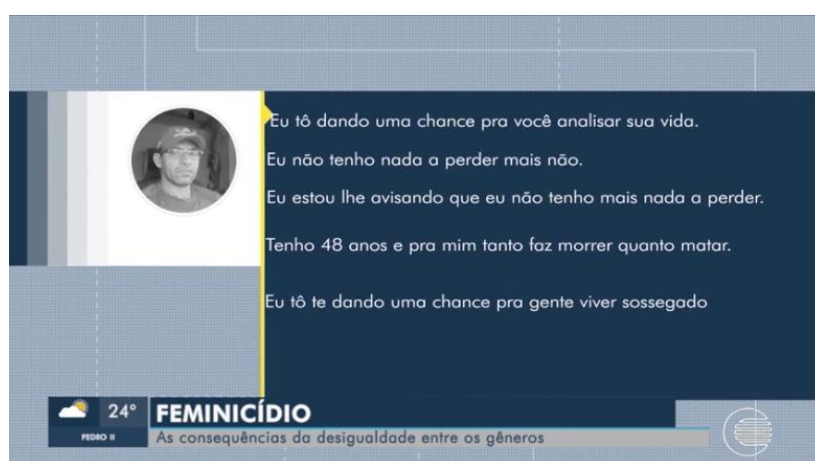 Eu tô dando uma chance pra você analisar sua vida.
Eu não tenho nada a perder mais não.
Eu estou lhe avisando que eu não tenho mais nada a perder.
Tenho 48 anos e pra mim tanto faz morrer quanto matar.
Eu tô te dando uma chance pra gente viver sossegado
24°
PEDRO II
FEMINICÍDIO
As consequências da desigualdade entre os gêneros